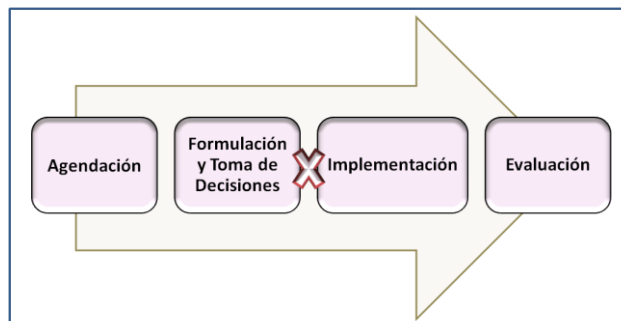 Agendación
Formulación
y Toma de
Decisiones
X
Implementación
Evaluación